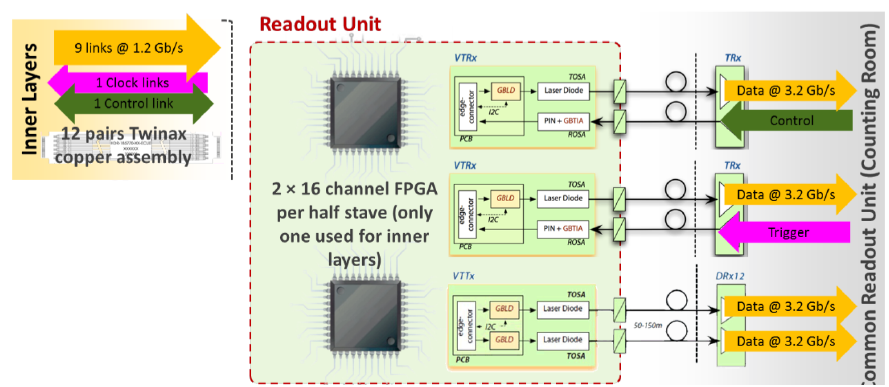 Readout Unit
Inner Layers
9 links @ 1.2 Gb/s
1 Clock links
1 Control link
12 pairs Twinax
copper assembly
2 × 16 channel FPGA
per half stave (only
one used for inner
layers)
VTRx
TOSA
edge-
connector
GBLD
Laser Diode
I2C
PIN + GBTIA
PCB
ROSA
TRx
Data @ 3.2 Gb/s
Control
VTRx
TOSA
edge-
connector
GBLD
Laser Diode
I2C
PIN + GBTIA
PCB
ROSA
TRx
Data @ 3.2 Gb/s
Trigger
VTTx
TOSA
edge-
connector
GBLD
Laser Diode
I2C
GBLD
Laser Diode
PCB
TOSA
50-150m
DRx12
Data @ 3.2 Gb/s
Data @ 3.2 Gb/s
Common Readout Unit (Counting Room)